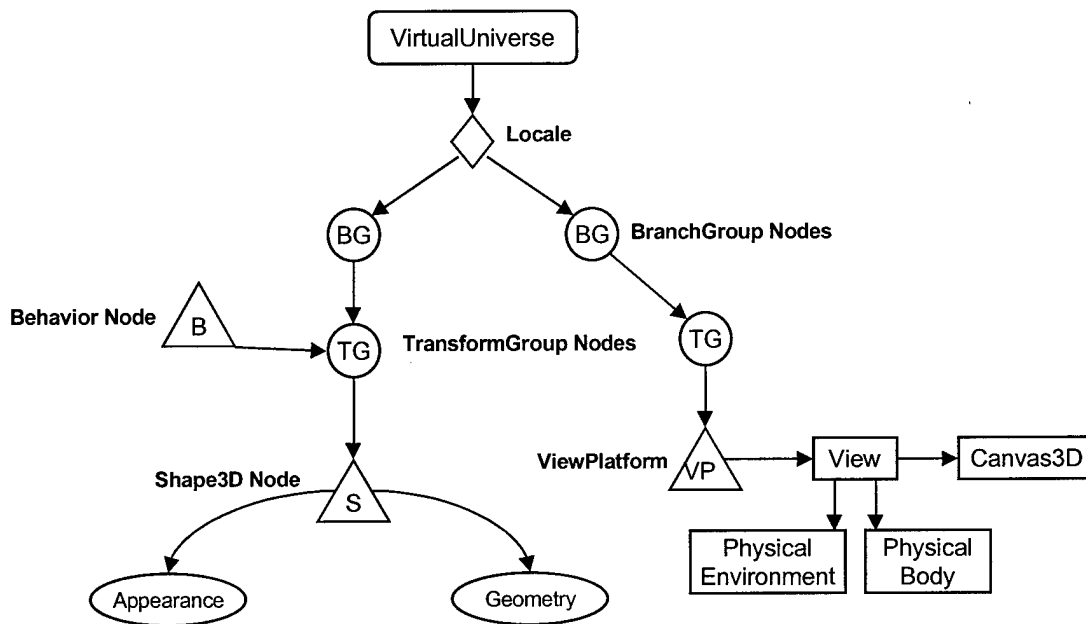 VirtualUniverse
Locale
BG
BG
BranchGroup Nodes
Behavior Node
B
TG
TransformGroup Nodes
TG
Shape3D Node
S
ViewPlatform
VP
View
Canvas3D
Physical
Environment
Physical
Body
Appearance
Geometry